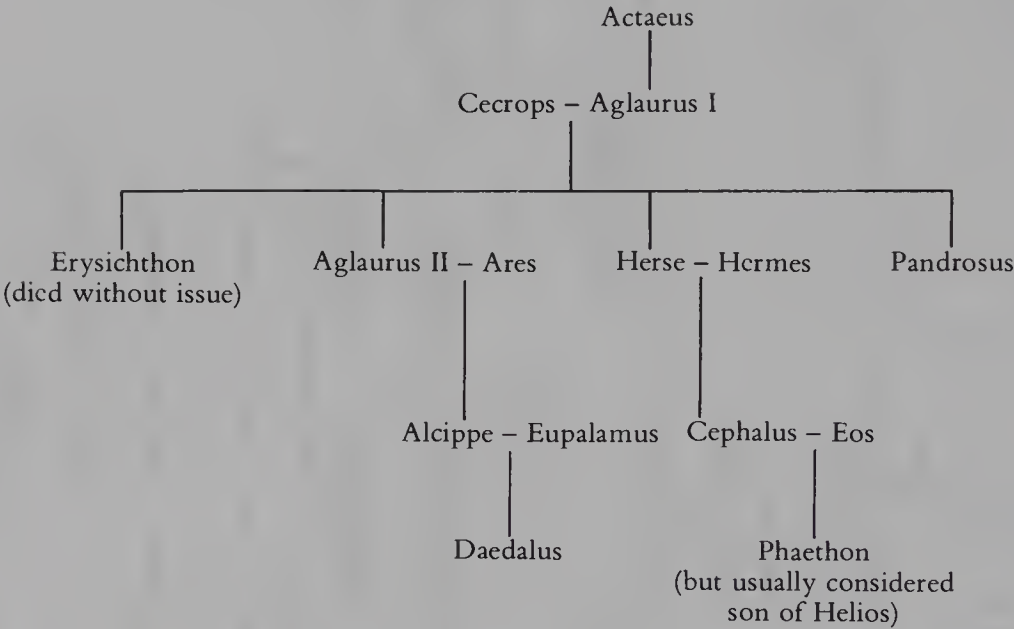 Actaeus
Cecrops – Aglaurus I
Erysichthon
(died without issue)
Aglaurus II – Ares
Herse – Hermes
Pandrosus
Alcippe – Eupalamus
Cephalus – Eos
Daedalus
Phaethon
(but usually considered
son of Helios)